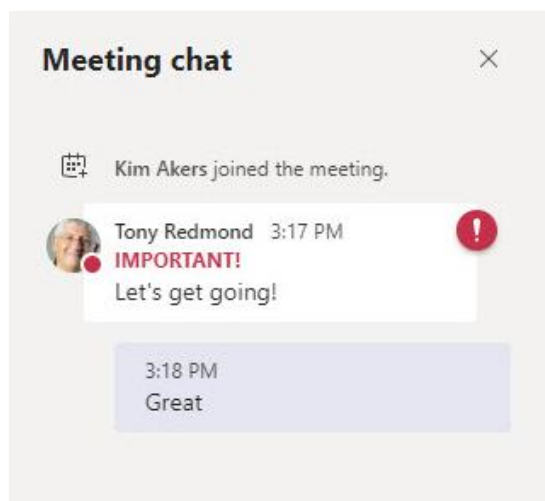 Meeting chat
Kim Akers joined the meeting.
Tony Redmond 3:17 PM
IMPORTANT!
Let's get going!
3:18 PM
Great